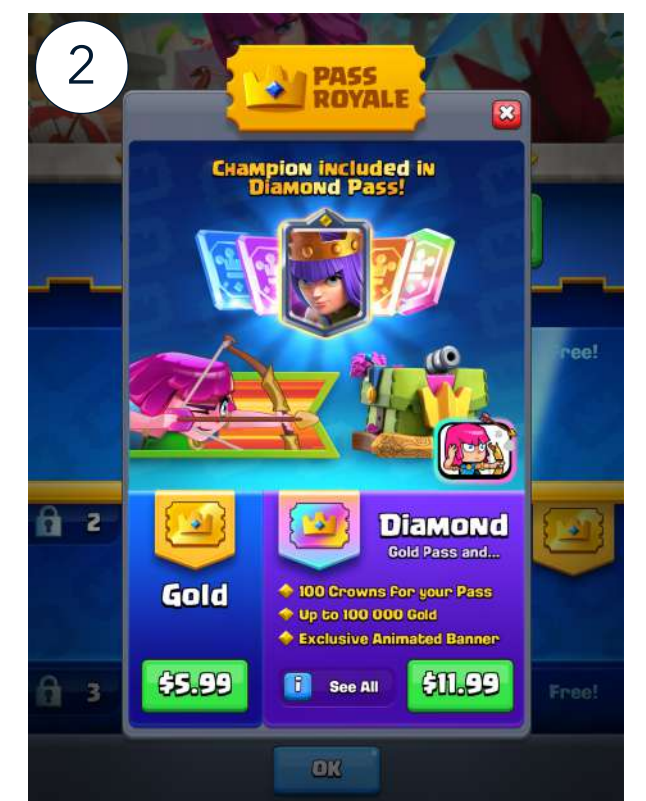 2
PASS
ROYALE
Champion included in
Diamond Pass!
ree!
2
Gold
Diamond
Gold Pass and...
100 Crowns for your Pass
Up to 100 000 Gold
Exclusive Animated Banner
$5.99
i
See All
$11.99
3
Free!
OK